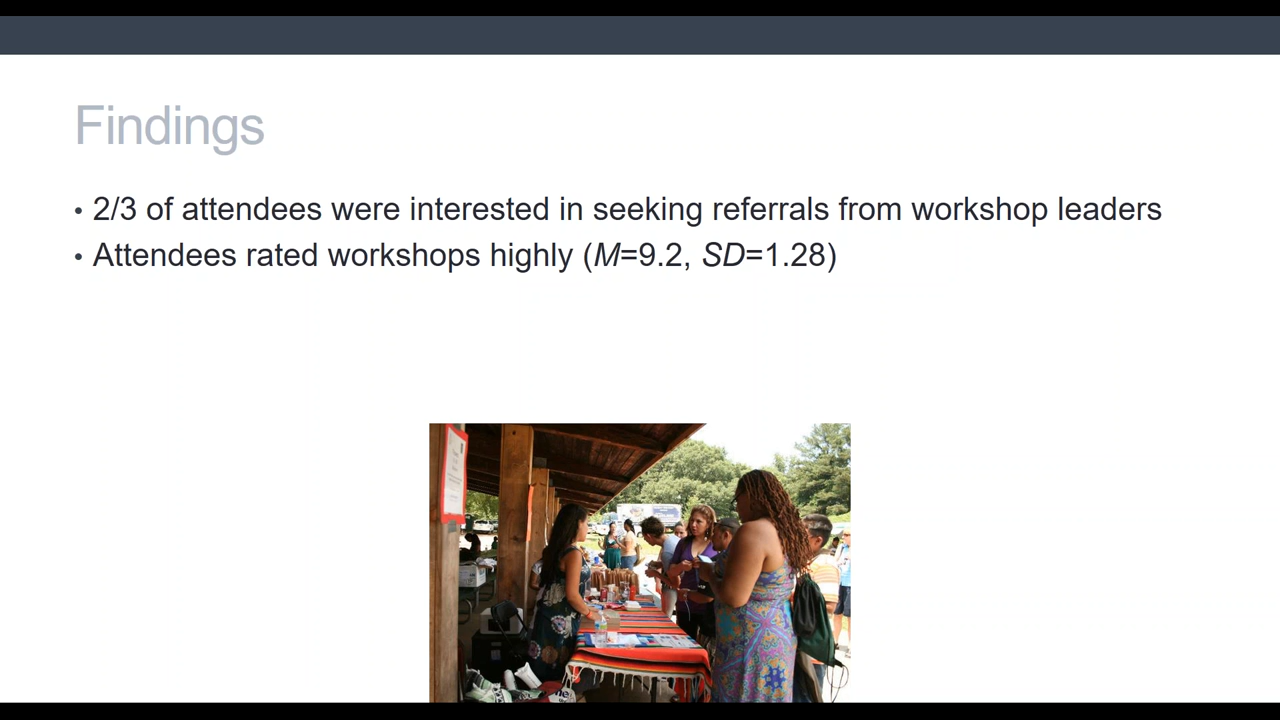 Findings
• 2/3 of attendees were interested in seeking referrals from workshop leaders
• Attendees rated workshops highly (M=9.2, SD=1.28)